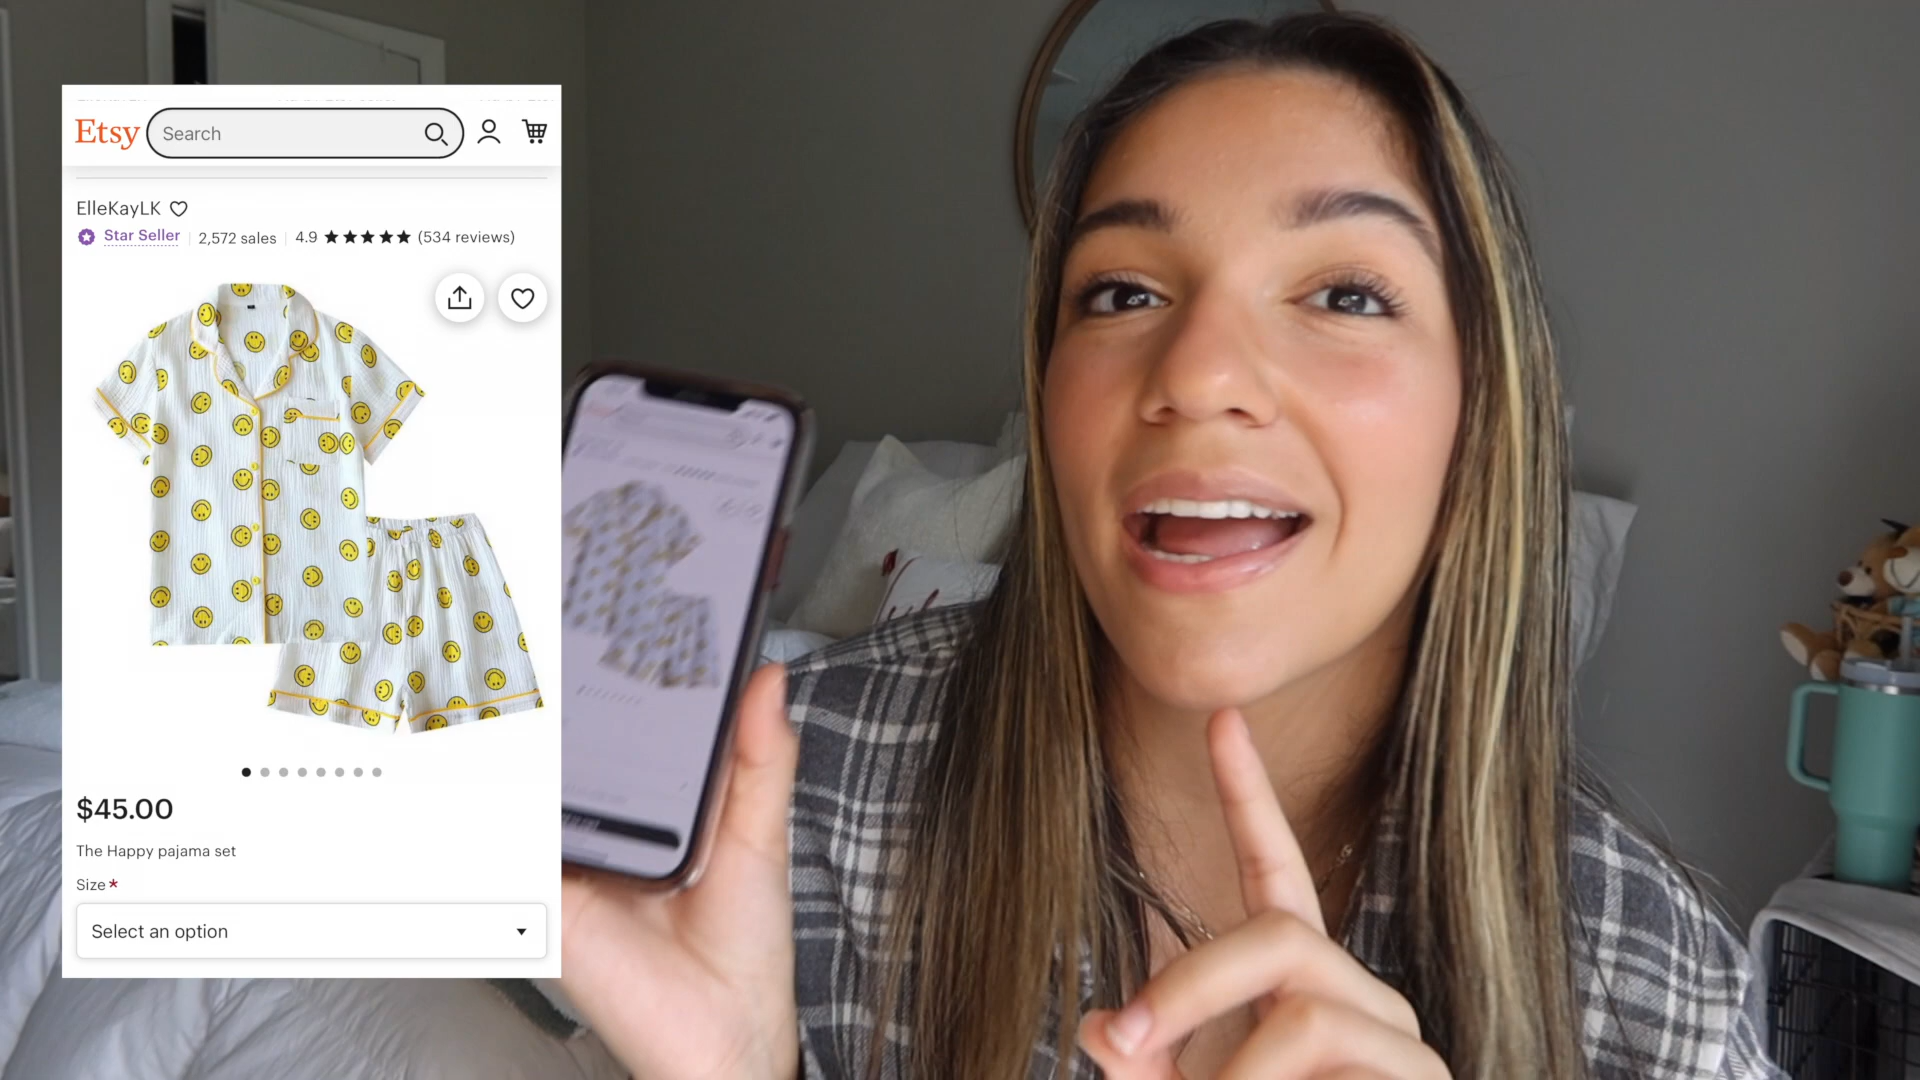 Etsy Search
ElleKayLK
Star Seller 2,572 sales 4.9 (534 reviews)
$45.00
The Happy pajama set
Size*
Select an option